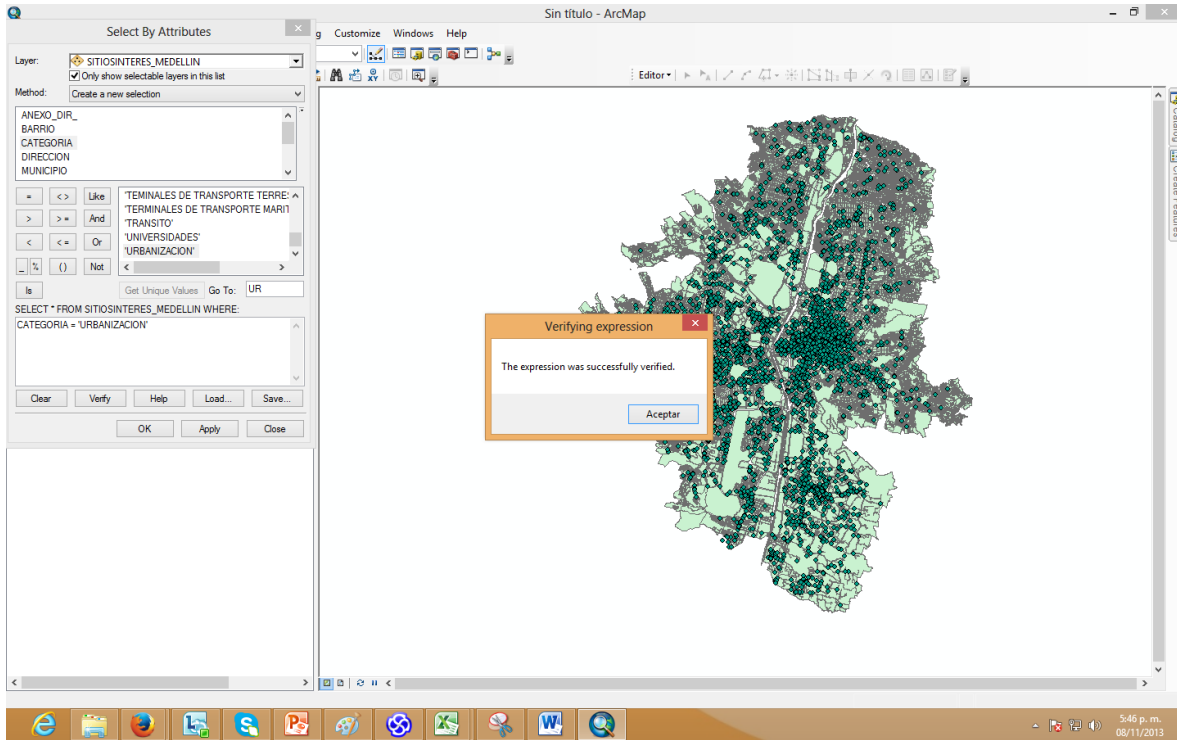 Sin título - ArcMap
Select By Attributes
g Customize Windows Help
Layer: SITIOSINTERES_MEDELLIN
Only show selectable layers in this list
Editor
Method: Create a new selection
ANEXO_DIR_
BARRIO
CATEGORIA
DIRECCION
MUNICIPIO
Catalog
Create Features
= <> Like
> >= And
< <= Or
_ % () Not
Is
'TEMINALES DE TRANSPORTE TERRE
'TERMINALES DE TRANSPORTE MARIT
'TRANSITO'
'UNIVERSIDADES'
'URBANIZACION'
Get Unique Values Go To: UR
SELECT * FROM SITIOSINTERES_MEDELLIN WHERE:
CATEGORIA = 'URBANIZACION'
Clear Verify Help Load... Save...
OK Apply Close
Verifying expression
The expression was successfully verified.
Aceptar
5:46 p. m.
08/11/2013